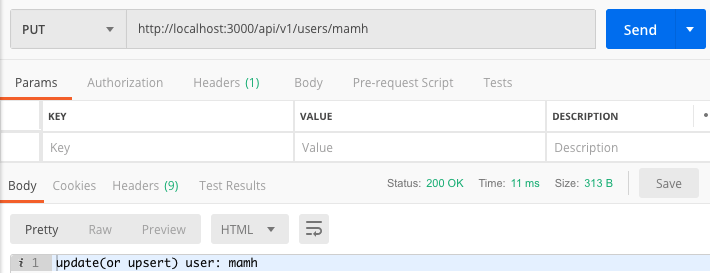 PUT http://localhost:3000/api/v1/users/mamh Send
Params Authorization Headers (1) Body Pre-request Script Tests
KEY VALUE DESCRIPTION
Key Value Description
Body Cookies Headers (9) Test Results Status: 200 OK Time: 11 ms Size: 313 B Save
Pretty Raw Preview HTML
i 1 update(or upsert) user: mamh